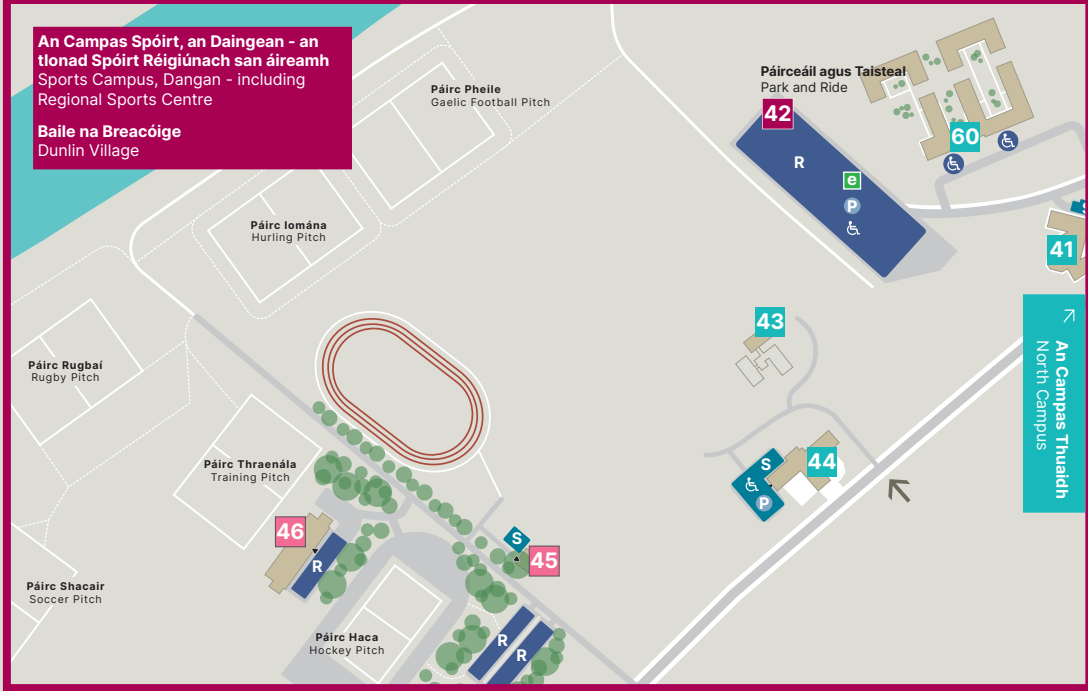 An Campas Spóirt, an Daingean - an
tIonad Spóirt Réigiúnach san áireamh
Sports Campus, Dangan - including
Regional Sports Centre
Baile na Breacóige
Dunlin Village
Páirc Pheile
Gaelic Football Pitch
Páirceáil agus Taisteal
Park and Ride
42
R
e
P
60
41
Páirc Iomána
Hurling Pitch
43
An Campas Thuaidh
North Campus
Páirc Rugbaí
Rugby Pitch
Páirc Thraenála
Training Pitch
S
P
44
46
R
S
45
Páirc Shacair
Soccer Pitch
Páirc Haca
Hockey Pitch
R
R